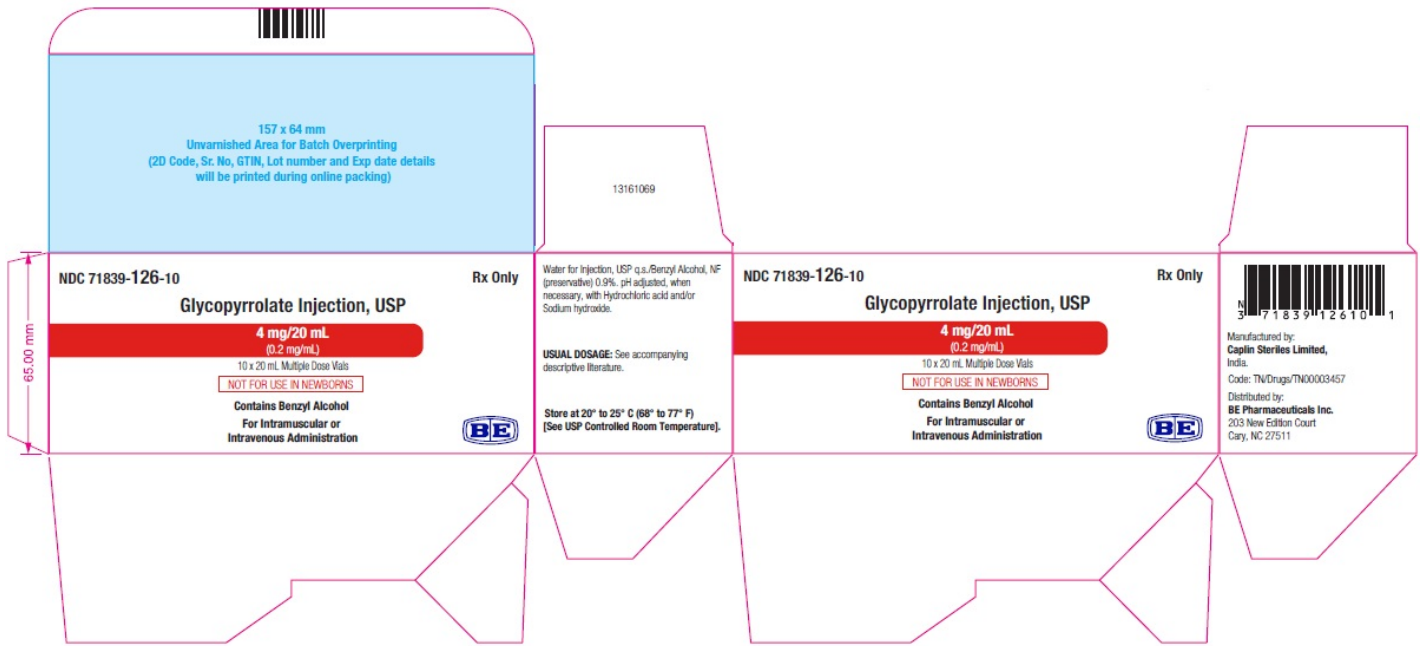 157 x 64 mm
Unvarnished Area for Batch Overprinting
(2D Code, Sr. No, GTIN, Lot number and Exp date details
will be printed during online packing)
13161069
65.00 mm
NDC 71839-126-10
Rx Only
Glycopyrrolate Injection, USP
4 mg/20 mL
(0.2 mg/mL)
10 x 20 mL Multiple Dose Vials
NOT FOR USE IN NEWBORNS
Contains Benzyl Alcohol
For Intramuscular or
Intravenous Administration
BE
Water for Injection, USP q.s./Benzyl Alcohol, NF
(preservative) 0.9%. pH adjusted, when
necessary, with Hydrochloric acid and/or
Sodium hydroxide.
USUAL DOSAGE: See accompanying
descriptive literature.
Store at 20° to 25° C (68° to 77° F)
[See USP Controlled Room Temperature].
NDC 71839-126-10
Rx Only
Glycopyrrolate Injection, USP
4 mg/20 mL
(0.2 mg/mL)
10 x 20 mL Multiple Dose Vials
NOT FOR USE IN NEWBORNS
Contains Benzyl Alcohol
For Intramuscular or
Intravenous Administration
BE
N
3 71839 12610 1
Manufactured by:
Caplin Steriles Limited,
India.
Code: TN/Drugs/TN00003457
Distributed by:
BE Pharmaceuticals Inc.
203 New Edition Court
Cary, NC 27511